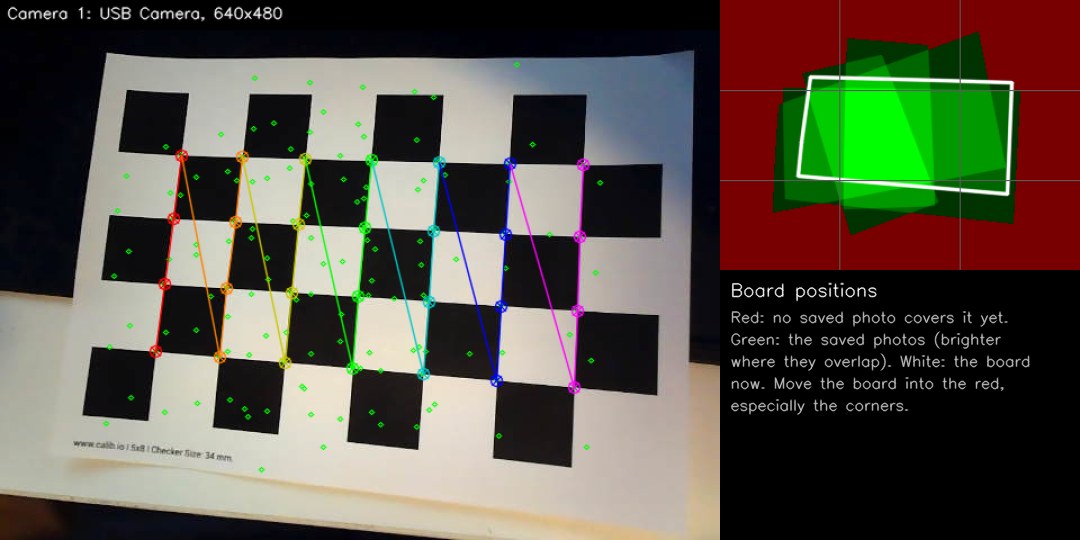 Camera 1: USB Camera, 640x480
www.calib.io | 5x8 | Checker Size: 34 mm.
Board positions
Red: no saved photo covers it yet.
Green: the saved photos (brighter
where they overlap). White: the board
now. Move the board into the red,
especially the corners.